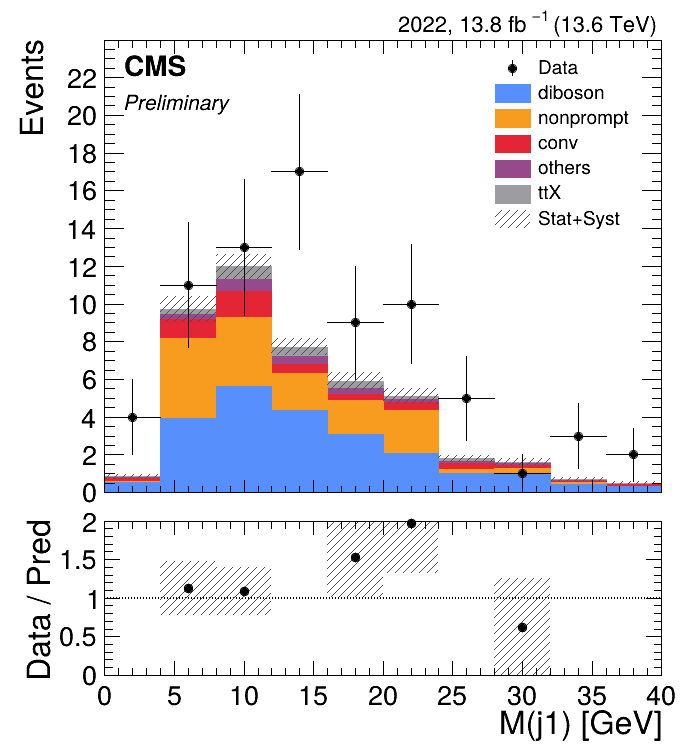 2022, 13.8 fb⁻¹ (13.6 TeV)
Events
CMS
Preliminary
Data
diboson
nonprompt
conv
others
ttX
Stat+Syst
22
20
18
16
14
12
10
8
6
4
2
0
Data / Pred
2
1.5
1
0.5
0
0 5 10 15 20 25 30 35 40
M(j1) [GeV]